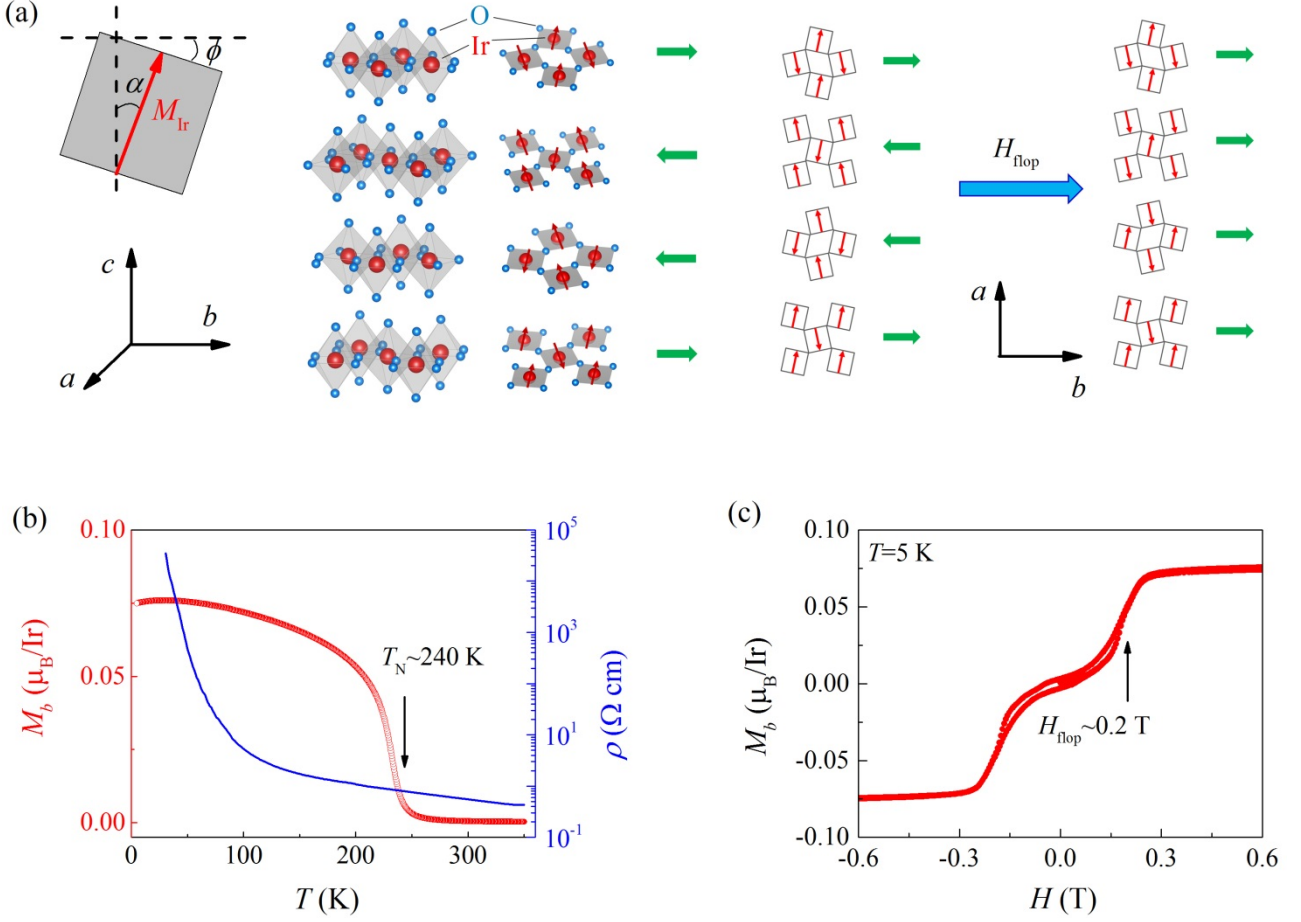 (a)
ϕ
α
M_Ir
O
Ir
H_flop
c
b
a
a
b
(b)
0.10
0.05
0.00
M_b (μ_B/Ir)
T_N~240 K
10^5
10^3
10^1
10^-1
ρ (Ω cm)
0 100 200 300
T (K)
(c)
T=5 K
0.10
0.05
0.00
-0.05
-0.10
M_b (μ_B/Ir)
H_flop~0.2 T
-0.6 -0.3 0.0 0.3 0.6
H (T)